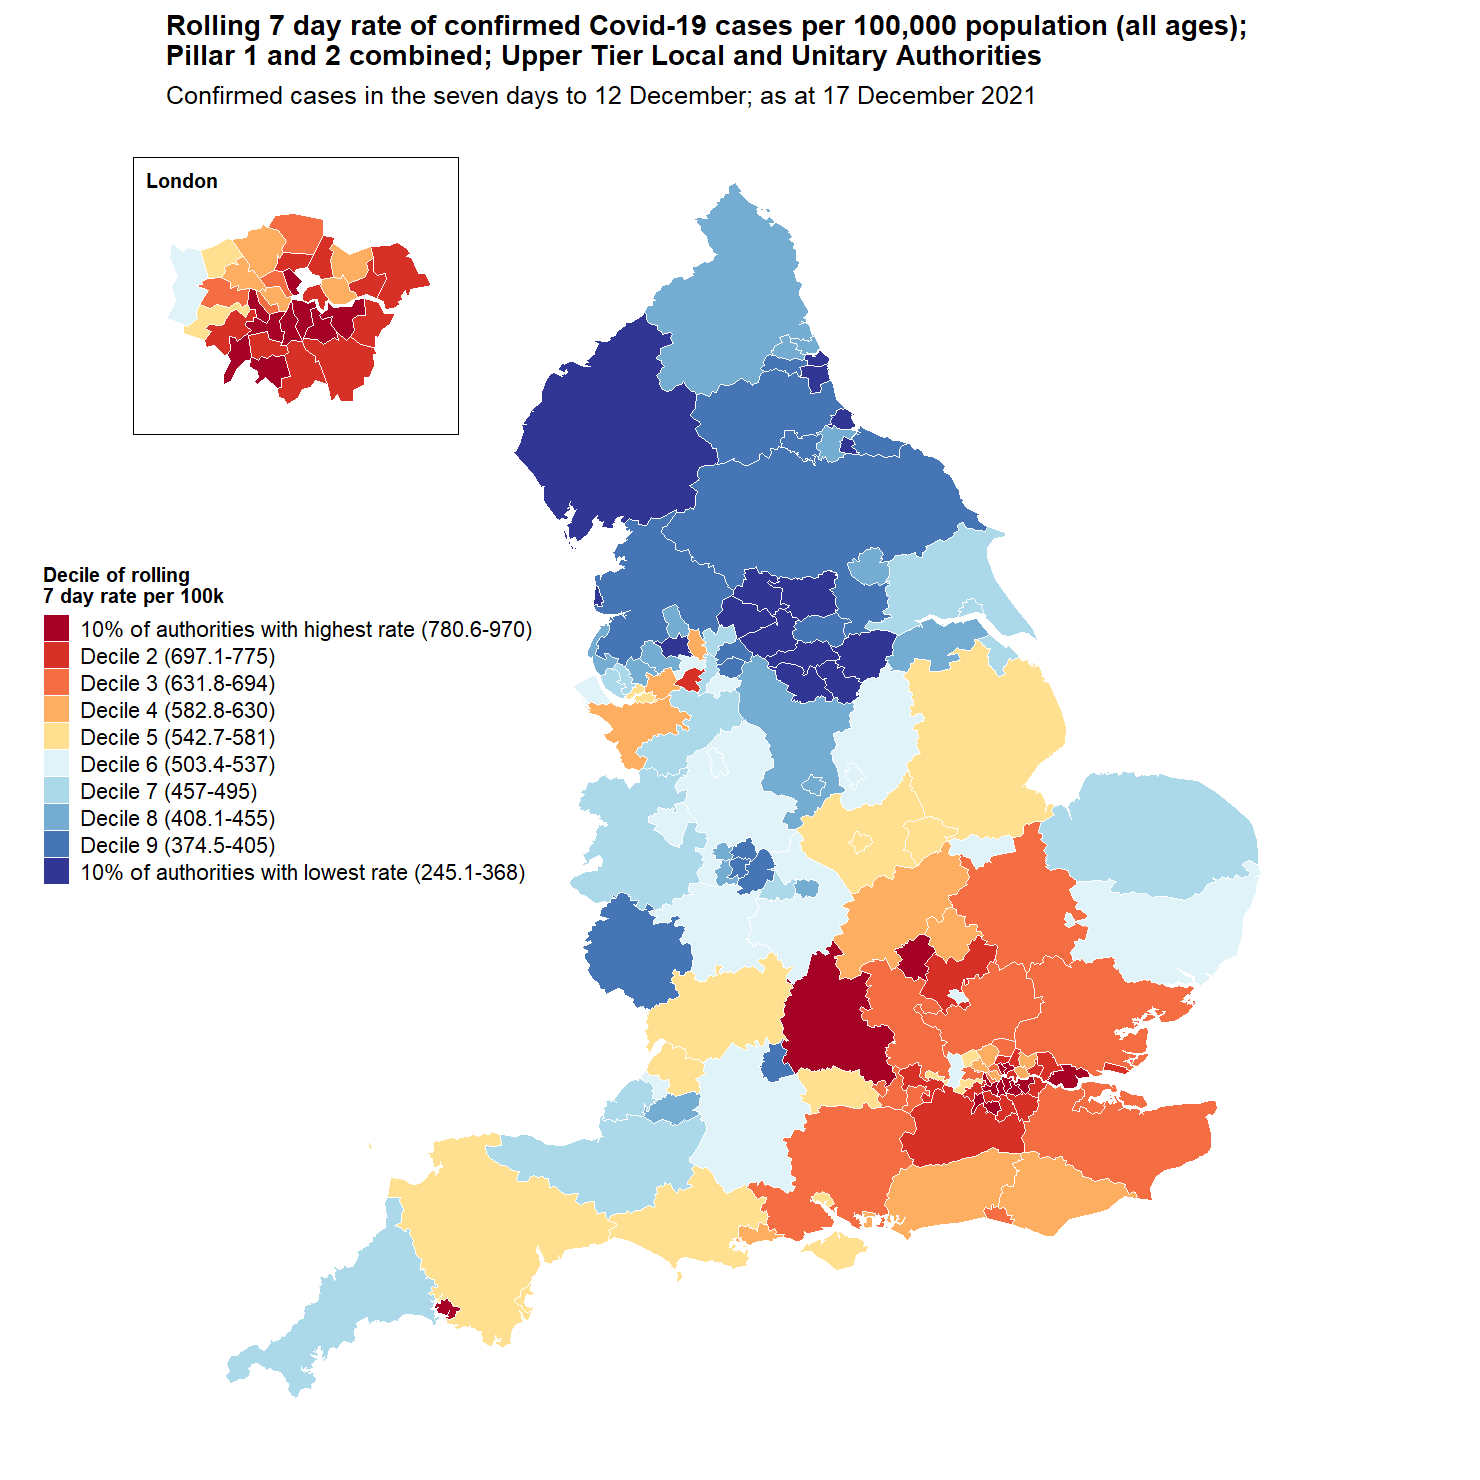 Rolling 7 day rate of confirmed Covid-19 cases per 100,000 population (all ages);
Pillar 1 and 2 combined; Upper Tier Local and Unitary Authorities
Confirmed cases in the seven days to 12 December; as at 17 December 2021
London
Decile of rolling
7 day rate per 100k
10% of authorities with highest rate (780.6-970)
Decile 2 (697.1-775)
Decile 3 (631.8-694)
Decile 4 (582.8-630)
Decile 5 (542.7-581)
Decile 6 (503.4-537)
Decile 7 (457-495)
Decile 8 (408.1-455)
Decile 9 (374.5-405)
10% of authorities with lowest rate (245.1-368)